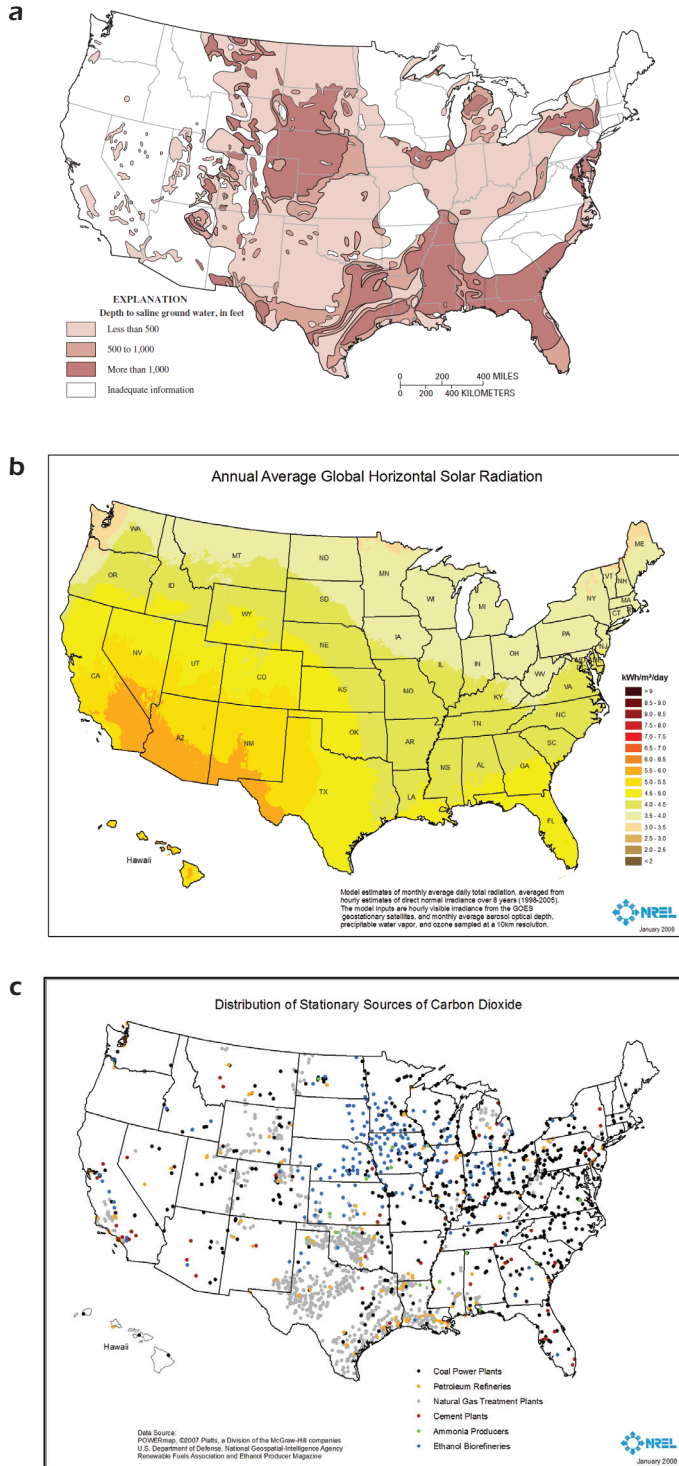 a
EXPLANATION
Depth to saline ground water, in feet
Less than 500
500 to 1,000
More than 1,000
Inadequate information
0 200 400 MILES
0 200 400 KILOMETERS
b
Annual Average Global Horizontal Solar Radiation
WA
MT
ND
MN
ME
OR
ID
SD
WI
MI
VT
NH
NY
MA
CT
WY
IA
PA
NV
NE
IL
IN
OH
NJ
UT
CO
WV
CA
KS
MO
KY
VA
AZ
NM
OK
AR
TN
NC
SC
MS
AL
GA
TX
LA
FL
Hawaii
kWh/m²/day
> 9
8.5 - 9.0
8.0 - 8.5
7.5 - 8.0
7.0 - 7.5
6.5 - 7.0
6.0 - 6.5
5.5 - 6.0
5.0 - 5.5
4.5 - 5.0
4.0 - 4.5
3.5 - 4.0
3.0 - 3.5
2.5 - 3.0
2.0 - 2.5
< 2
Model estimates of monthly average daily total radiation, averaged from
hourly estimates of direct normal irradiance over 8 years (1998-2005).
The model inputs are hourly visible irradiance from the GOES
geostationary satellites, and monthly average aerosol optical depth,
precipitable water vapor, and ozone sampled at a 10km resolution.
NREL
January 2008
c
Distribution of Stationary Sources of Carbon Dioxide
Hawaii
Coal Power Plants
Petroleum Refineries
Natural Gas Treatment Plants
Cement Plants
Ammonia Producers
Ethanol Biorefineries
Data Source:
POWERmap, ©2007 Platts, a Division of the McGraw-Hill companies
U.S. Department of Defense, National Geospatial-Intelligence Agency
Renewable Fuels Association and Ethanol Producer Magazine
NREL
January 2008